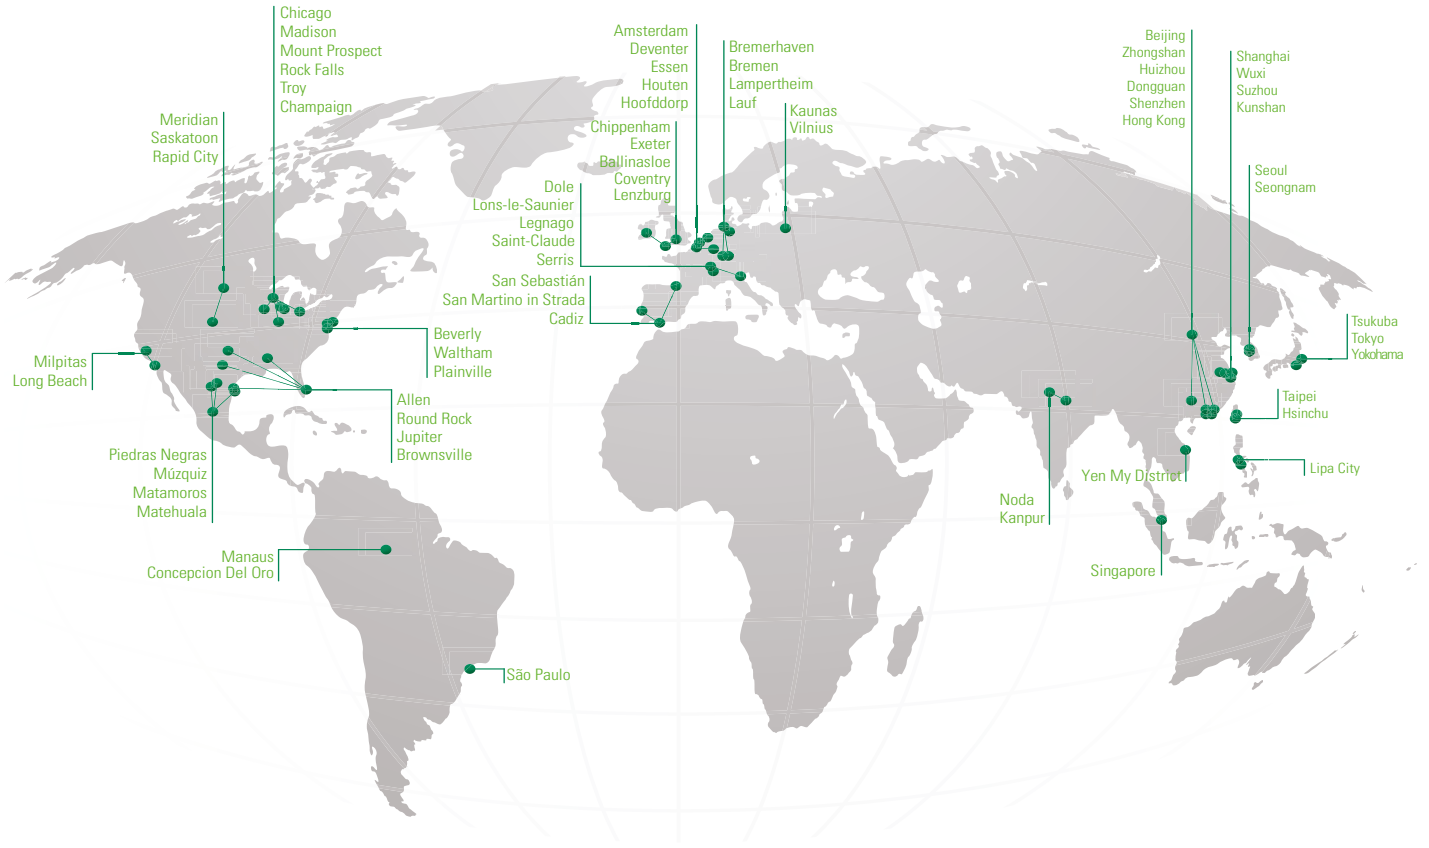 Chicago
Madison
Mount Prospect
Rock Falls
Troy
Champaign
Meridian
Saskatoon
Rapid City
Amsterdam
Deventer
Essen
Houten
Hoofddorp
Bremerhaven
Bremen
Lampertheim
Lauf
Kaunas
Vilnius
Chippenham
Exeter
Ballinasloe
Coventry
Lenzburg
Dole
Lons-le-Saunier
Legnago
Saint-Claude
Serris
San Sebastián
San Martino in Strada
Cadiz
Beijing
Zhongshan
Huizhou
Dongguan
Shenzhen
Hong Kong
Shanghai
Wuxi
Suzhou
Kunshan
Seoul
Seongnam
Tsukuba
Tokyo
Yokohama
Milpitas
Long Beach
Beverly
Waltham
Plainville
Allen
Round Rock
Jupiter
Brownsville
Piedras Negras
Múzquiz
Matamoros
Matehuala
Taipei
Hsinchu
Lipa City
Yen My District
Noda
Kanpur
Singapore
Manaus
Concepcion Del Oro
São Paulo